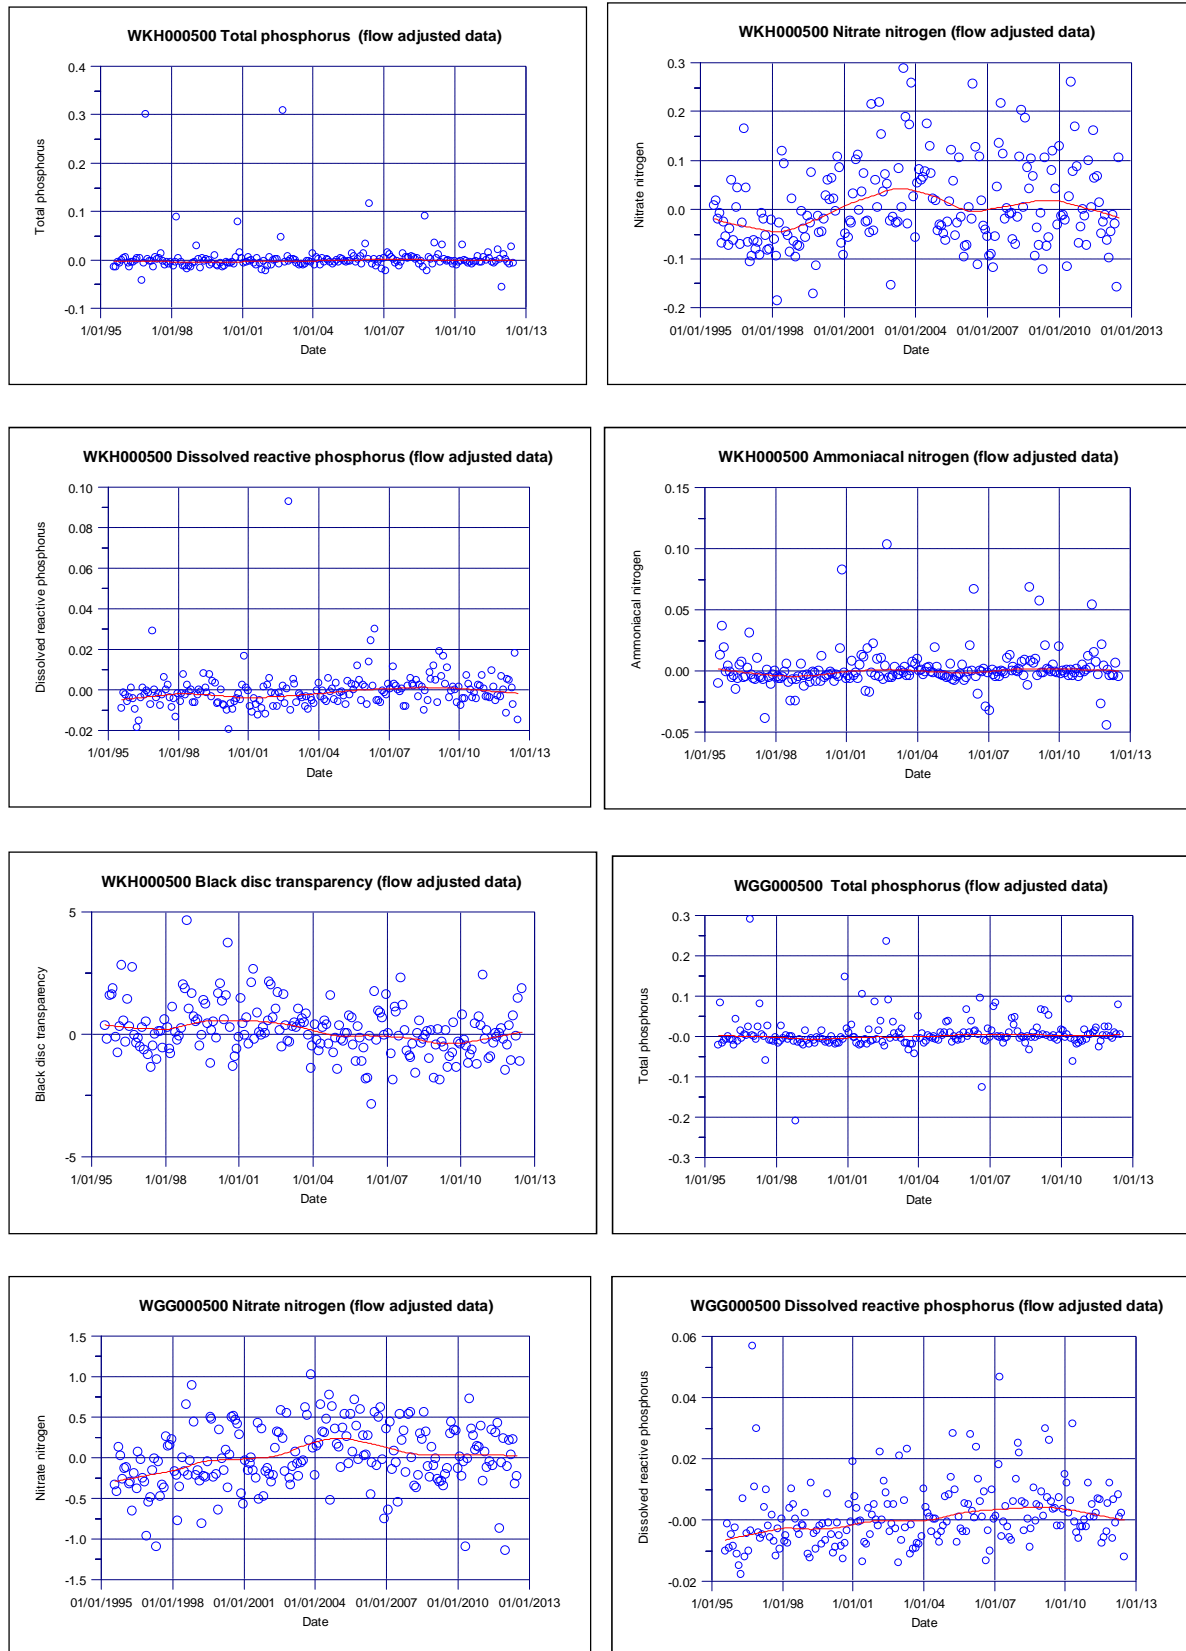 WKH000500 Total phosphorus (flow adjusted data)
0.4
0.3
0.2
0.1
0.0
-0.1
Total phosphorus
1/01/95 1/01/98 1/01/01 1/01/04 1/01/07 1/01/10 1/01/13
Date
WKH000500 Nitrate nitrogen (flow adjusted data)
0.3
0.2
0.1
0.0
-0.1
-0.2
Nitrate nitrogen
01/01/1995 01/01/1998 01/01/2001 01/01/2004 01/01/2007 01/01/2010 01/01/2013
Date
WKH000500 Dissolved reactive phosphorus (flow adjusted data)
0.10
0.08
0.06
0.04
0.02
0.00
-0.02
Dissolved reactive phosphorus
1/01/95 1/01/98 1/01/01 1/01/04 1/01/07 1/01/10 1/01/13
Date
WKH000500 Ammoniacal nitrogen (flow adjusted data)
0.15
0.10
0.05
0.00
-0.05
Ammoniacal nitrogen
1/01/95 1/01/98 1/01/01 1/01/04 1/01/07 1/01/10 1/01/13
Date
WKH000500 Black disc transparency (flow adjusted data)
5
0
-5
Black disc transparency
1/01/95 1/01/98 1/01/01 1/01/04 1/01/07 1/01/10 1/01/13
Date
WGG000500 Total phosphorus (flow adjusted data)
0.3
0.2
0.1
-0.0
-0.1
-0.2
-0.3
Total phosphorus
1/01/95 1/01/98 1/01/01 1/01/04 1/01/07 1/01/10 1/01/13
Date
WGG000500 Nitrate nitrogen (flow adjusted data)
1.5
1.0
0.5
0.0
-0.5
-1.0
-1.5
Nitrate nitrogen
01/01/1995 01/01/1998 01/01/2001 01/01/2004 01/01/2007 01/01/2010 01/01/2013
Date
WGG000500 Dissolved reactive phosphorus (flow adjusted data)
0.06
0.04
0.02
-0.00
-0.02
Dissolved reactive phosphorus
1/01/95 1/01/98 1/01/01 1/01/04 1/01/07 1/01/10 1/01/13
Date